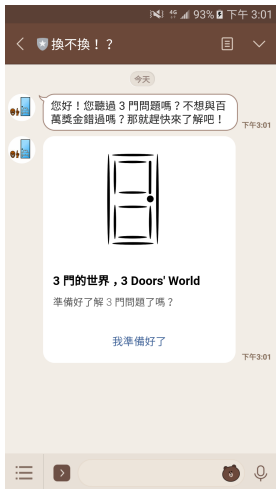 4G 93% 下午 3:01
換不換！？
今天
您好！您聽過 3 門問題嗎？不想與百
萬獎金錯過嗎？那就趕快來了解吧！
下午3:01
3 門的世界，3 Doors' World
準備好了解 3 門問題了嗎？
我準備好了
下午3:01